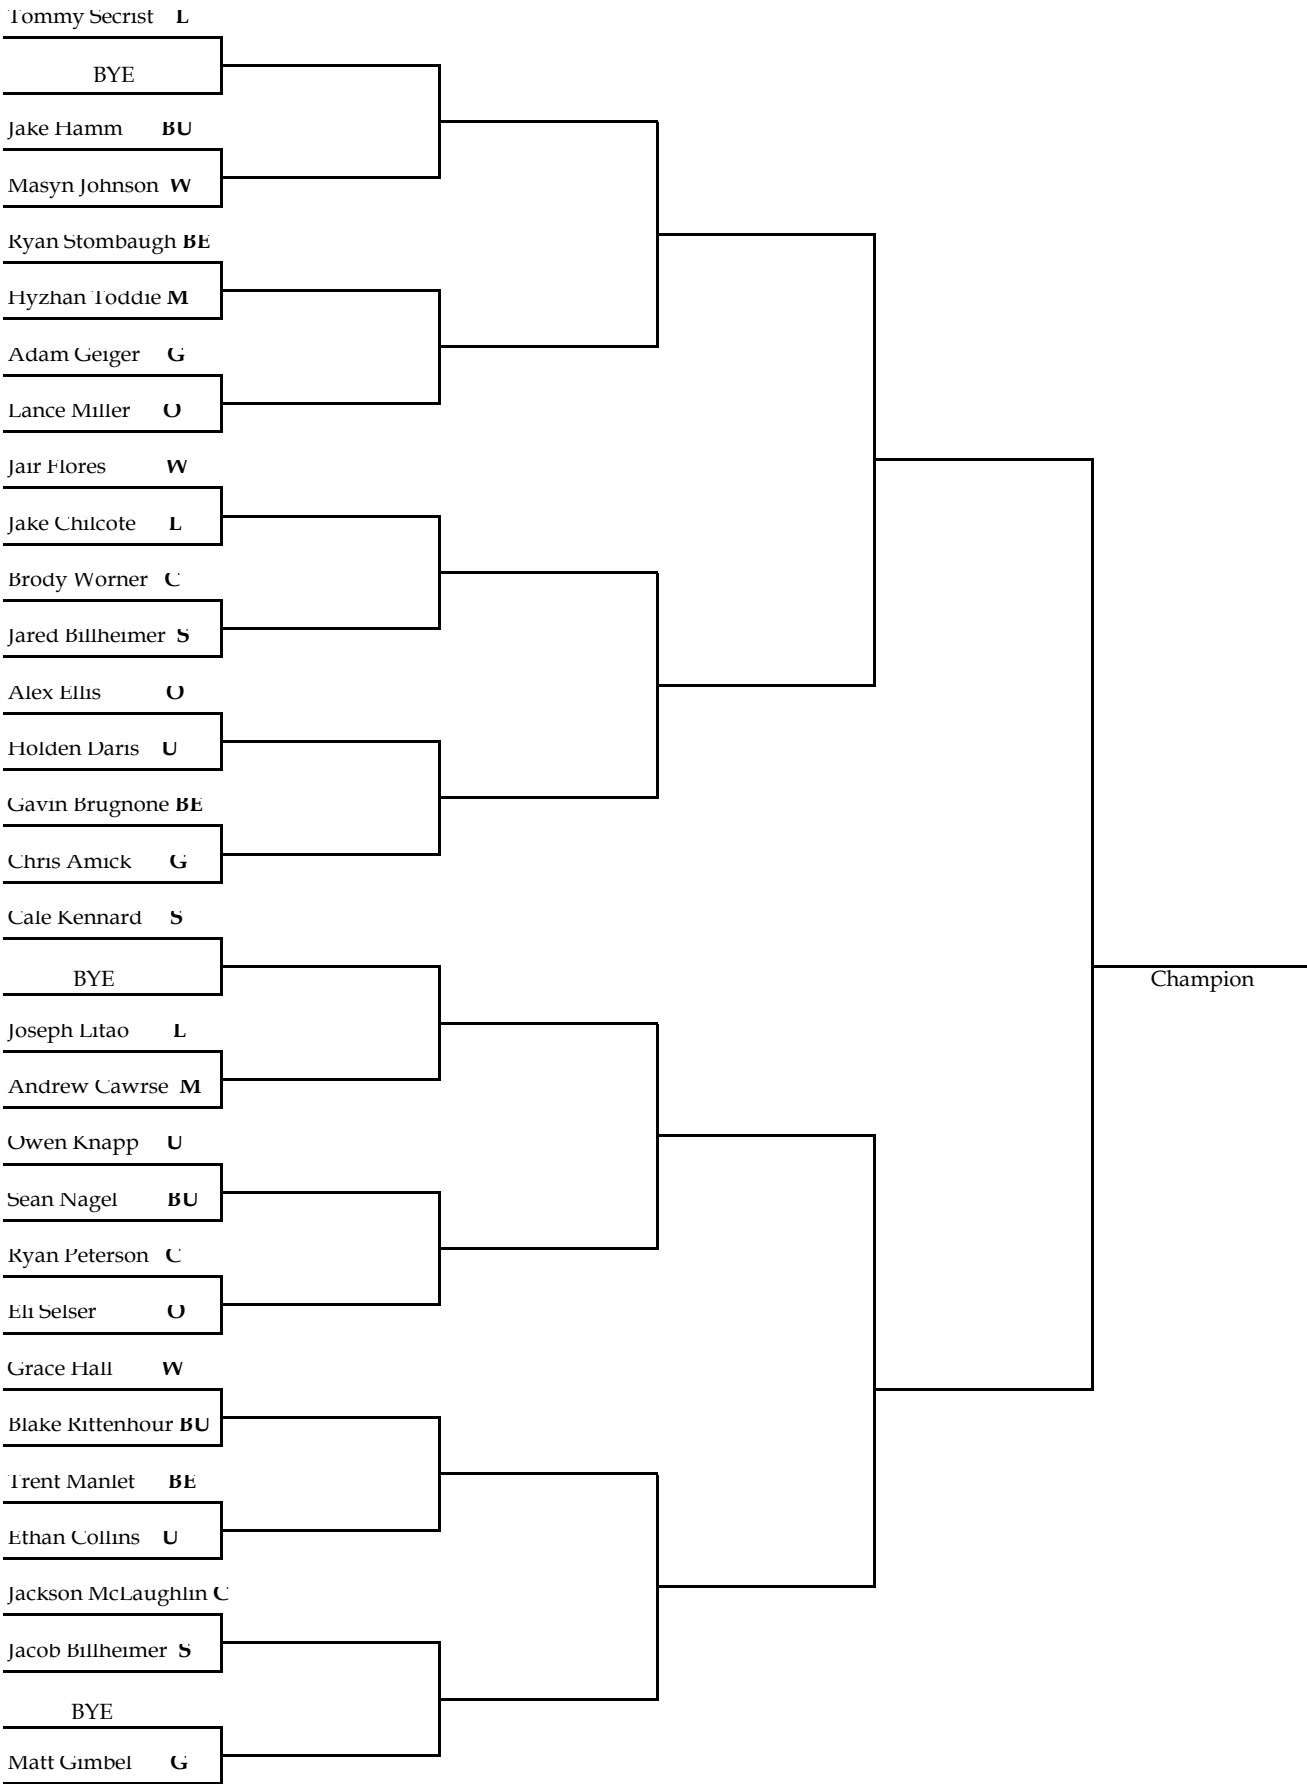 Tommy Secrist L
BYE
Jake Hamm BU
Masyn Johnson W
Ryan Stombaugh BE
Hyzhan Toddie M
Adam Geiger G
Lance Miller O
Jair Flores W
Jake Chilcote L
Brody Worner C
Jared Billheimer S
Alex Ellis O
Holden Daris U
Gavin Brugnone BE
Chris Amick G
Cale Kennard S
BYE
Champion
Joseph Litao L
Andrew Cawrse M
Owen Knapp U
Sean Nagel BU
Ryan Peterson C
Eli Selser O
Grace Hall W
Blake Rittenhour BU
Trent Manlet BE
Ethan Collins U
Jackson McLaughlin C
Jacob Billheimer S
BYE
Matt Gimbel G